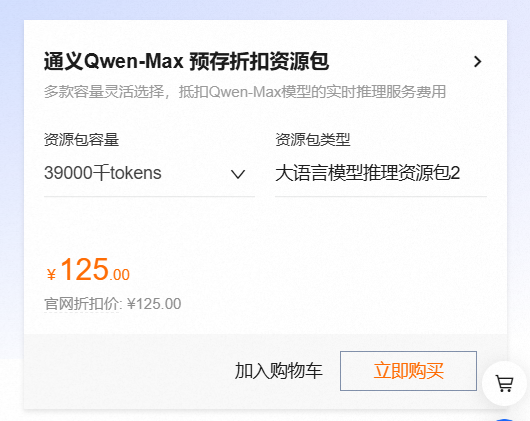 通义Qwen-Max 预存折扣资源包
多款容量灵活选择，抵扣Qwen-Max模型的实时推理服务费用
资源包容量
资源包类型
39000千tokens
大语言模型推理资源包2
¥125.00
官网折扣价: ¥125.00
加入购物车
立即购买